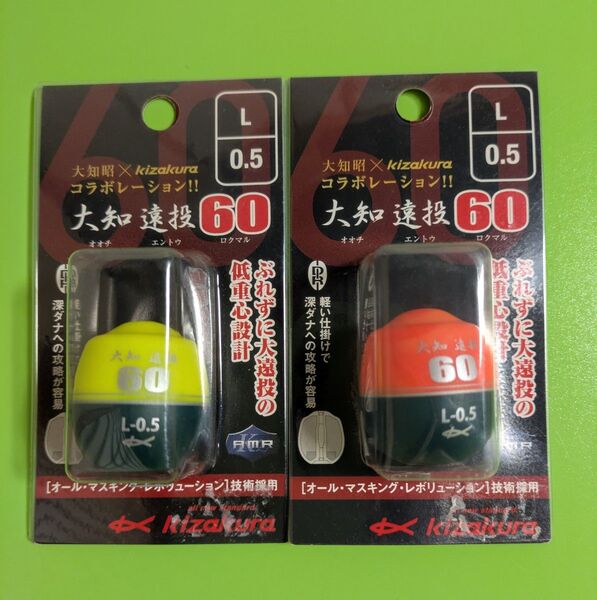 L
0.5
大知昭×kizakura
コラボレーション!!
大知 遠投 60
オオチ エントウ ロクマル
ぶれずに大遠投の
低重心設計
深ダナへの攻略が容易
大知 遠投
60
L-0.5
AMR
[オール・マスキング・レボリューション]技術採用
all new standard.
kizakura
L
0.5
大知昭×kizakura
コラボレーション!!
大知 遠投 60
オオチ エントウ ロクマル
ぶれずに大遠投の
低重心設計
軽い仕掛けで
深ダナへの攻略が容易
大知 遠投
60
L-0.5
[オール・マスキング・レボリューション]技術採用
all new standard.
kizakura